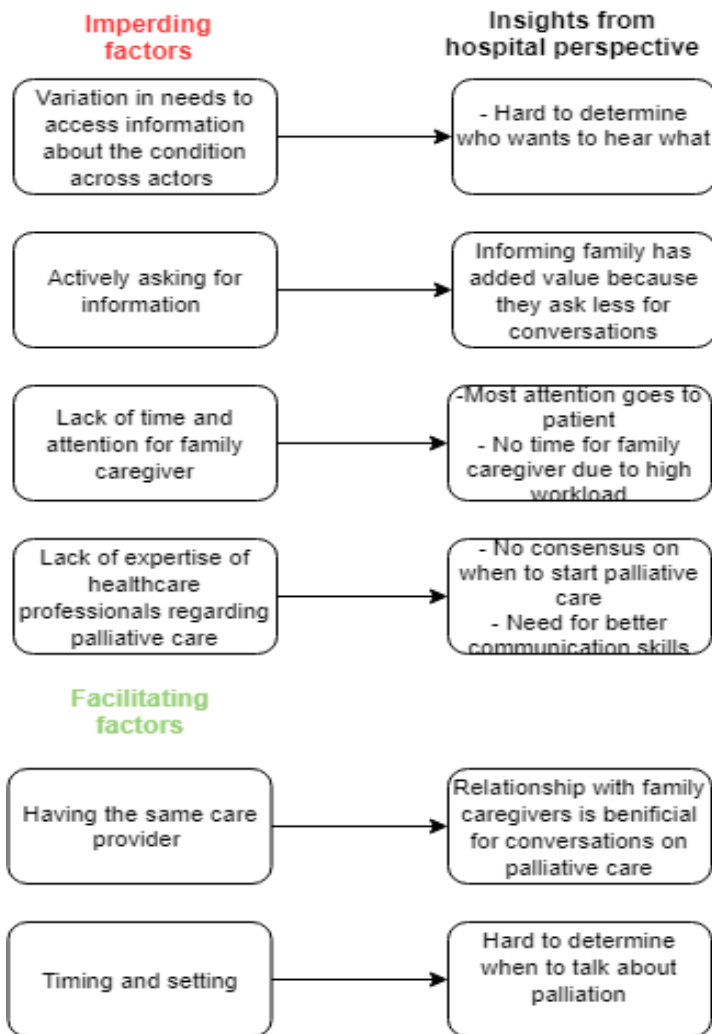 Imperding
factors
Insights from
hospital perspective
Variation in needs to
access information
about the condition
across actors
- Hard to determine
who wants to hear what
Actively asking for
information
Informing family has
added value because
they ask less for
conversations
Lack of time and
attention for family
caregiver
-Most attention goes to
patient
- No time for family
caregiver due to high
workload
Lack of expertise of
healthcare
professionals regarding
palliative care
- No consensus on
when to start palliative
care
- Need for better
communication skills
Facilitating
factors
Having the same care
provider
Relationship with family
caregivers is benificial
for conversations on
palliative care
Timing and setting
Hard to determine
when to talk about
palliation